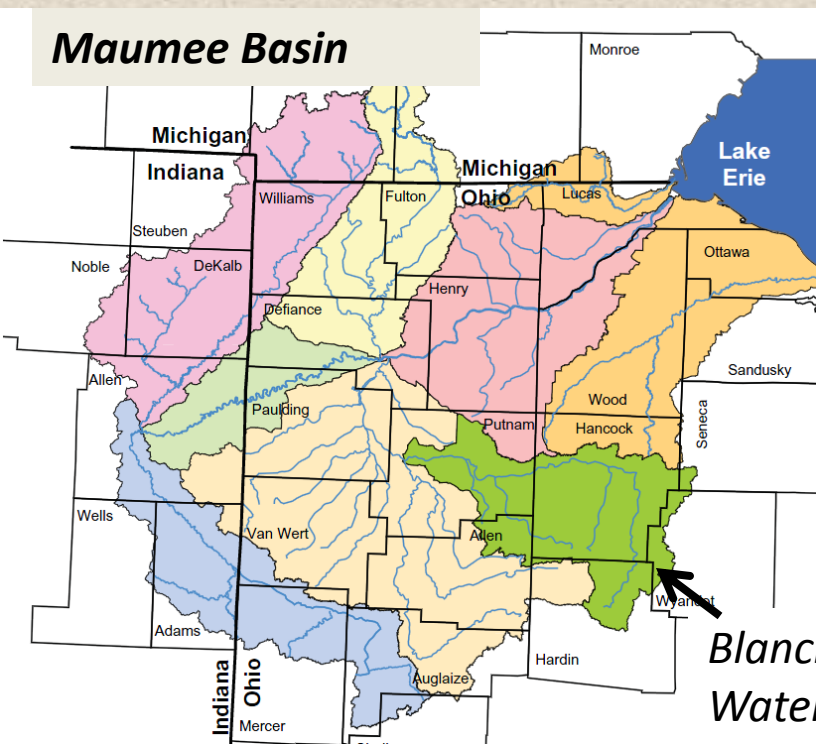 Maumee Basin
Monroe
Michigan
Indiana
Lake
Erie
Michigan
Ohio
Williams
Fulton
Lucas
Steuben
Noble
DeKalb
Ottawa
Henry
Defiance
Sandusky
Allen
Paulding
Wood
Putnam
Hancock
Seneca
Wells
Van Wert
Allen
Wyandot
Adams
Hardin
Indiana
Ohio
Auglaize
Mercer